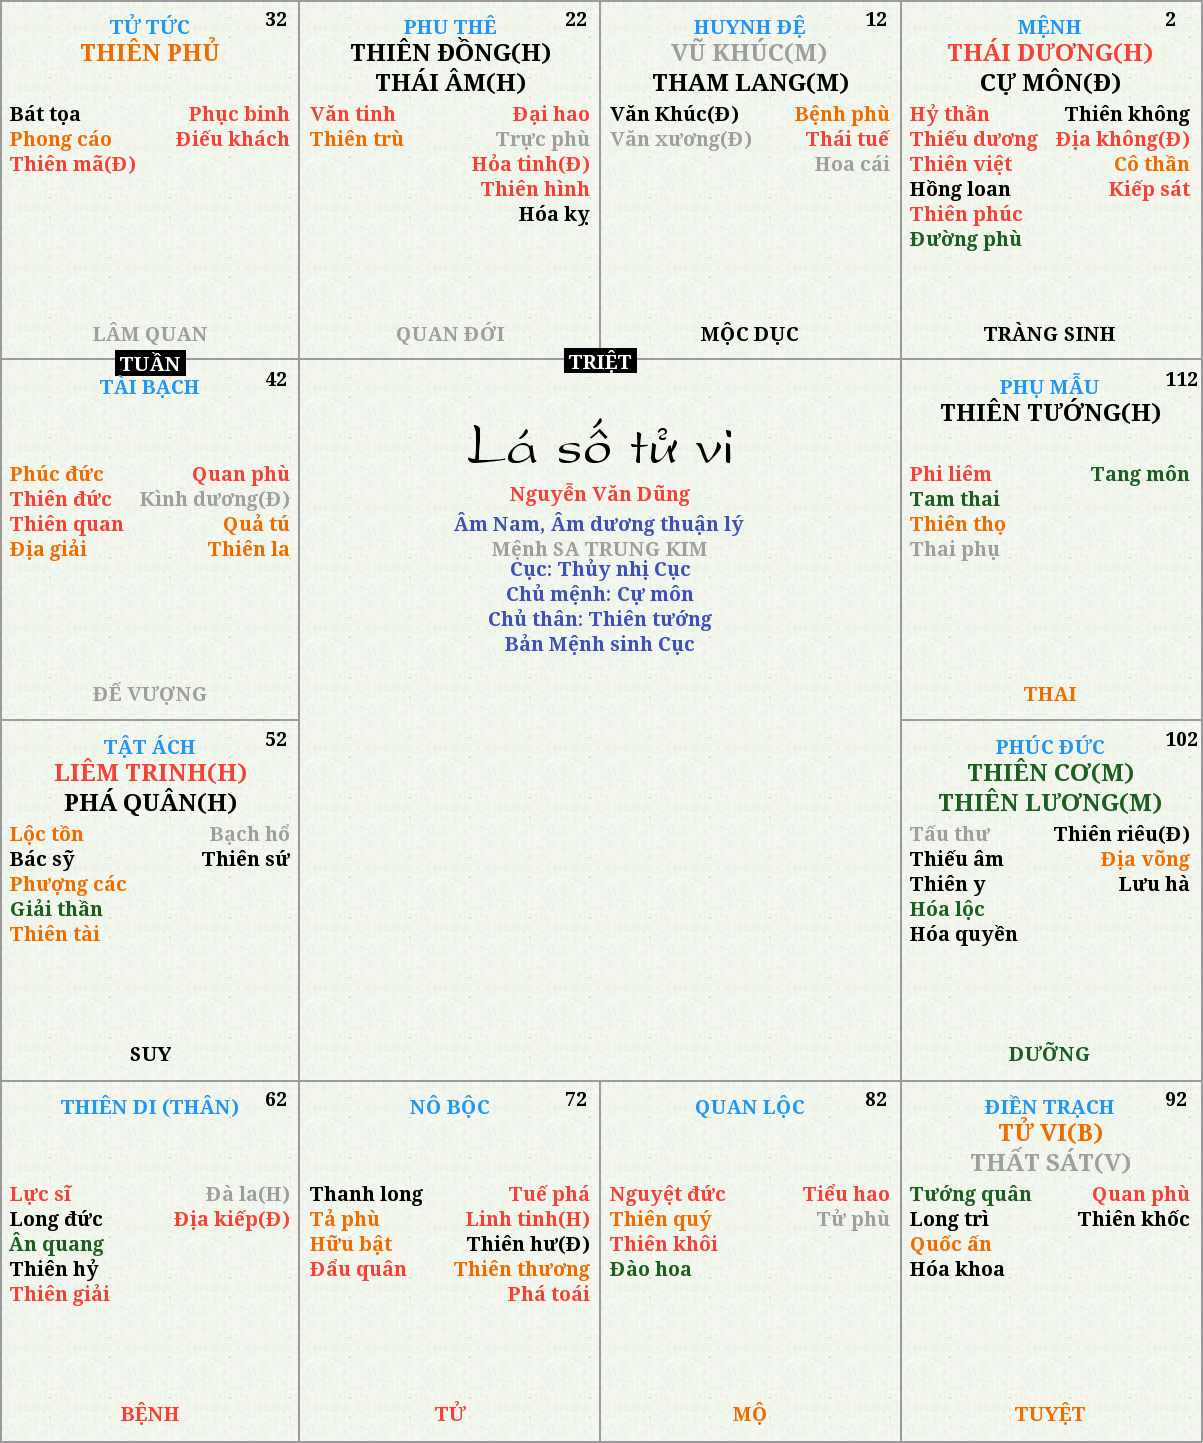 TỬ TỨC 32
THIÊN PHỦ
Bát tọa Phục binh
Phong cáo Điếu khách
Thiên mã(Đ)
LÂM QUAN
PHU THÊ 22
THIÊN ĐỒNG(H)
THÁI ÂM(H)
Văn tinh Đại hao
Thiên trù Trực phù
Hỏa tinh(Đ)
Thiên hình
Hóa kỵ
QUAN ĐỚI
HUYNH ĐỆ 12
VŨ KHÚC(M)
THAM LANG(M)
Văn Khúc(Đ) Bệnh phù
Văn xương(Đ) Thái tuế
Hoa cái
MỘC DỤC
MỆNH 2
THÁI DƯƠNG(H)
CỰ MÔN(Đ)
Hỷ thần Thiên không
Thiếu dương Địa không(Đ)
Thiên việt Cô thần
Hồng loan Kiếp sát
Thiên phúc
Đường phù
TRÀNG SINH
TUẦN
TRIỆT
TÀI BẠCH 42
Phúc đức Quan phù
Thiên đức Kình dương(Đ)
Thiên quan Quả tú
Địa giải Thiên la
ĐẾ VƯỢNG
Lá số tử vi
Nguyễn Văn Dũng
Âm Nam, Âm dương thuận lý
Mệnh SA TRUNG KIM
Cục: Thủy nhị Cục
Chủ mệnh: Cự môn
Chủ thân: Thiên tướng
Bản Mệnh sinh Cục
PHỤ MẪU 112
THIÊN TƯỚNG(H)
Phi liêm Tang môn
Tam thai
Thiên thọ
Thai phụ
THAI
TẬT ÁCH 52
LIÊM TRINH(H)
PHÁ QUÂN(H)
Lộc tồn Bạch hổ
Bác sỹ Thiên sứ
Phượng các
Giải thần
Thiên tài
SUY
PHÚC ĐỨC 102
THIÊN CƠ(M)
THIÊN LƯƠNG(M)
Tấu thư Thiên riêu(Đ)
Thiếu âm Địa võng
Thiên y Lưu hà
Hóa lộc
Hóa quyền
DƯỠNG
THIÊN DI (THÂN) 62
Lực sĩ Đà la(H)
Long đức Địa kiếp(Đ)
Ân quang
Thiên hỷ
Thiên giải
BỆNH
NÔ BỘC 72
Thanh long Tuế phá
Tả phù Linh tinh(H)
Hữu bật Thiên hư(Đ)
Đẩu quân Thiên thương
Phá toái
TỬ
QUAN LỘC 82
Nguyệt đức Tiểu hao
Thiên quý Tử phù
Thiên khôi
Đào hoa
MỘ
ĐIỀN TRẠCH 92
TỬ VI(B)
THẤT SÁT(V)
Tướng quân Quan phù
Long trì Thiên khốc
Quốc ấn
Hóa khoa
TUYỆT